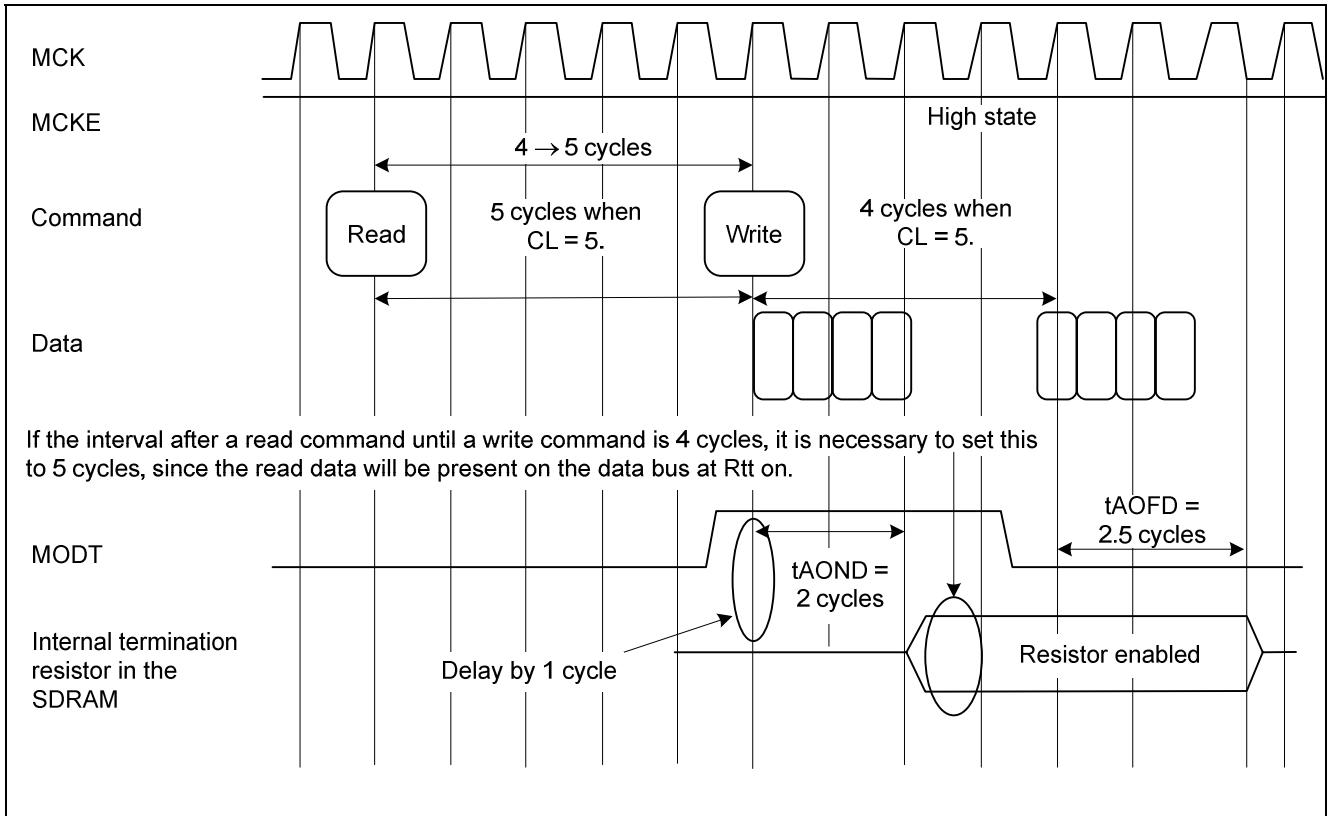 MCK
MCKE
High state
4 → 5 cycles
Command
Read
5 cycles when
CL = 5.
Write
4 cycles when
CL = 5.
Data
If the interval after a read command until a write command is 4 cycles, it is necessary to set this
to 5 cycles, since the read data will be present on the data bus at Rtt on.
MODT
tAOND =
2 cycles
tAOFD =
2.5 cycles
Internal termination
resistor in the
SDRAM
Delay by 1 cycle
Resistor enabled